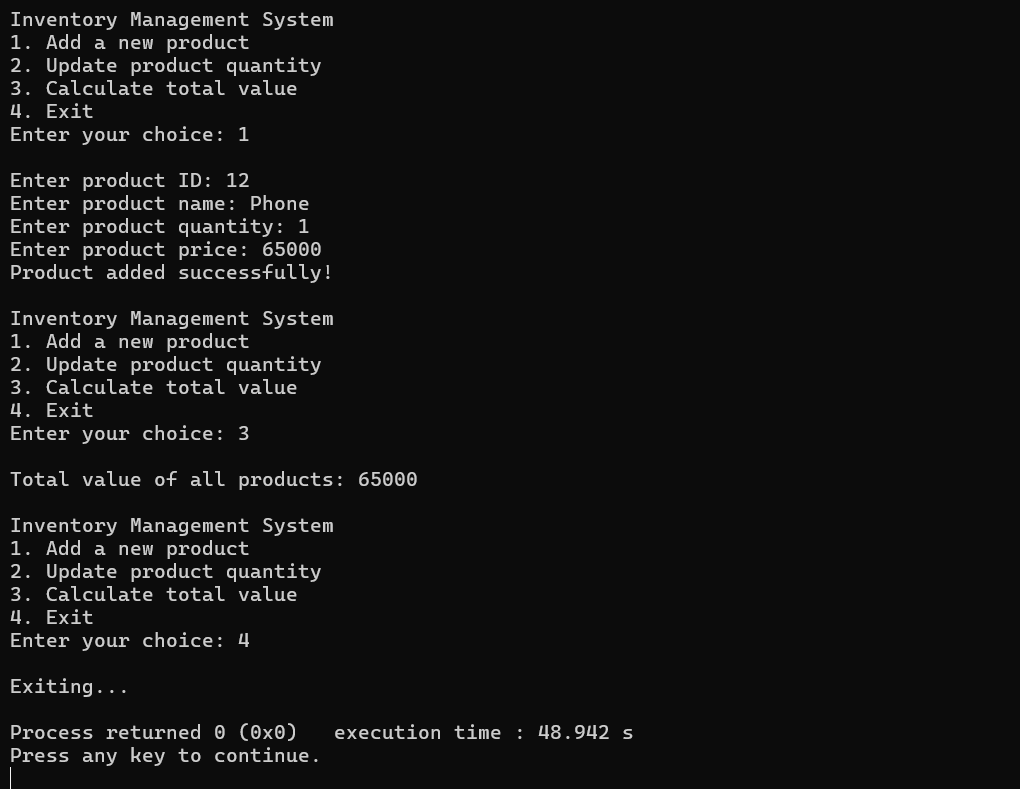 Inventory Management System
1. Add a new product
2. Update product quantity
3. Calculate total value
4. Exit
Enter your choice: 1

Enter product ID: 12
Enter product name: Phone
Enter product quantity: 1
Enter product price: 65000
Product added successfully!

Inventory Management System
1. Add a new product
2. Update product quantity
3. Calculate total value
4. Exit
Enter your choice: 3

Total value of all products: 65000

Inventory Management System
1. Add a new product
2. Update product quantity
3. Calculate total value
4. Exit
Enter your choice: 4

Exiting...

Process returned 0 (0x0)   execution time : 48.942 s
Press any key to continue.